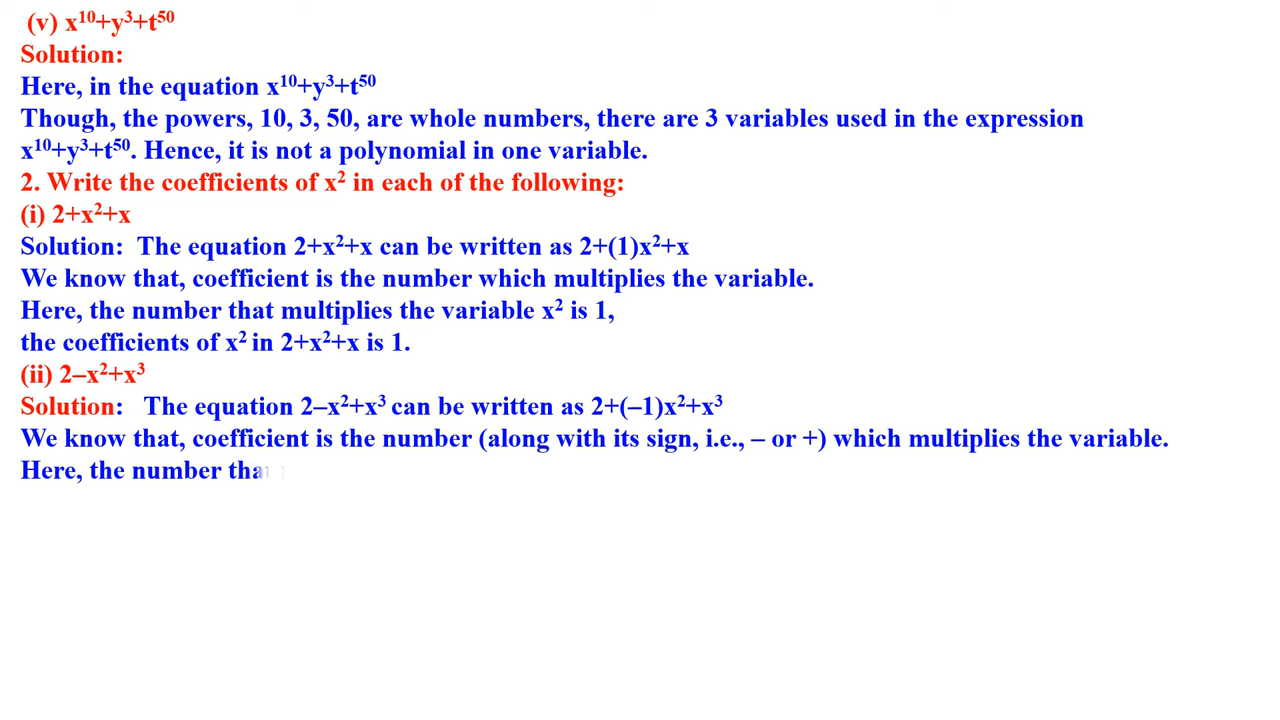 (v) x¹⁰+y³+t⁵⁰
Solution:
Here, in the equation x¹⁰+y³+t⁵⁰
Though, the powers, 10, 3, 50, are whole numbers, there are 3 variables used in the expression
x¹⁰+y³+t⁵⁰. Hence, it is not a polynomial in one variable.
2. Write the coefficients of x² in each of the following:
(i) 2+x²+x
Solution: The equation 2+x²+x can be written as 2+(1)x²+x
We know that, coefficient is the number which multiplies the variable.
Here, the number that multiplies the variable x² is 1,
the coefficients of x² in 2+x²+x is 1.
(ii) 2–x²+x³
Solution: The equation 2–x²+x³ can be written as 2+(–1)x²+x³
We know that, coefficient is the number (along with its sign, i.e., – or +) which multiplies the variable.
Here, the number that